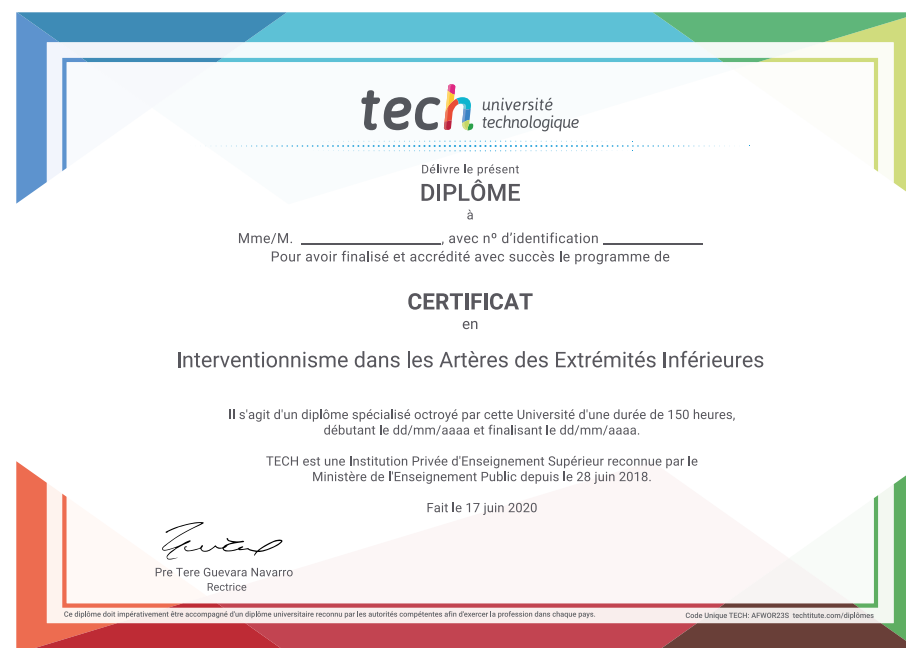 tech université
technologique
Délivre le présent
DIPLÔME
à
Mme/M. ____________________, avec nº d'identification ______________
Pour avoir finalisé et accrédité avec succès le programme de
CERTIFICAT
en
Interventionnisme dans les Artères des Extrémités Inférieures
Il s'agit d'un diplôme spécialisé octroyé par cette Université d'une durée de 150 heures,
débutant le dd/mm/aaaa et finalisant le dd/mm/aaaa.
TECH est une Institution Privée d'Enseignement Supérieur reconnue par le
Ministère de l'Enseignement Public depuis le 28 juin 2018.
Fait le 17 juin 2020
Pre Tere Guevara Navarro
Rectrice
Ce diplôme doit impérativement être accompagné d'un diplôme universitaire reconnu par les autorités compétentes afin d'exercer la profession dans chaque pays.
Code Unique TECH: AFWOR23S techtitute.com/diplômes